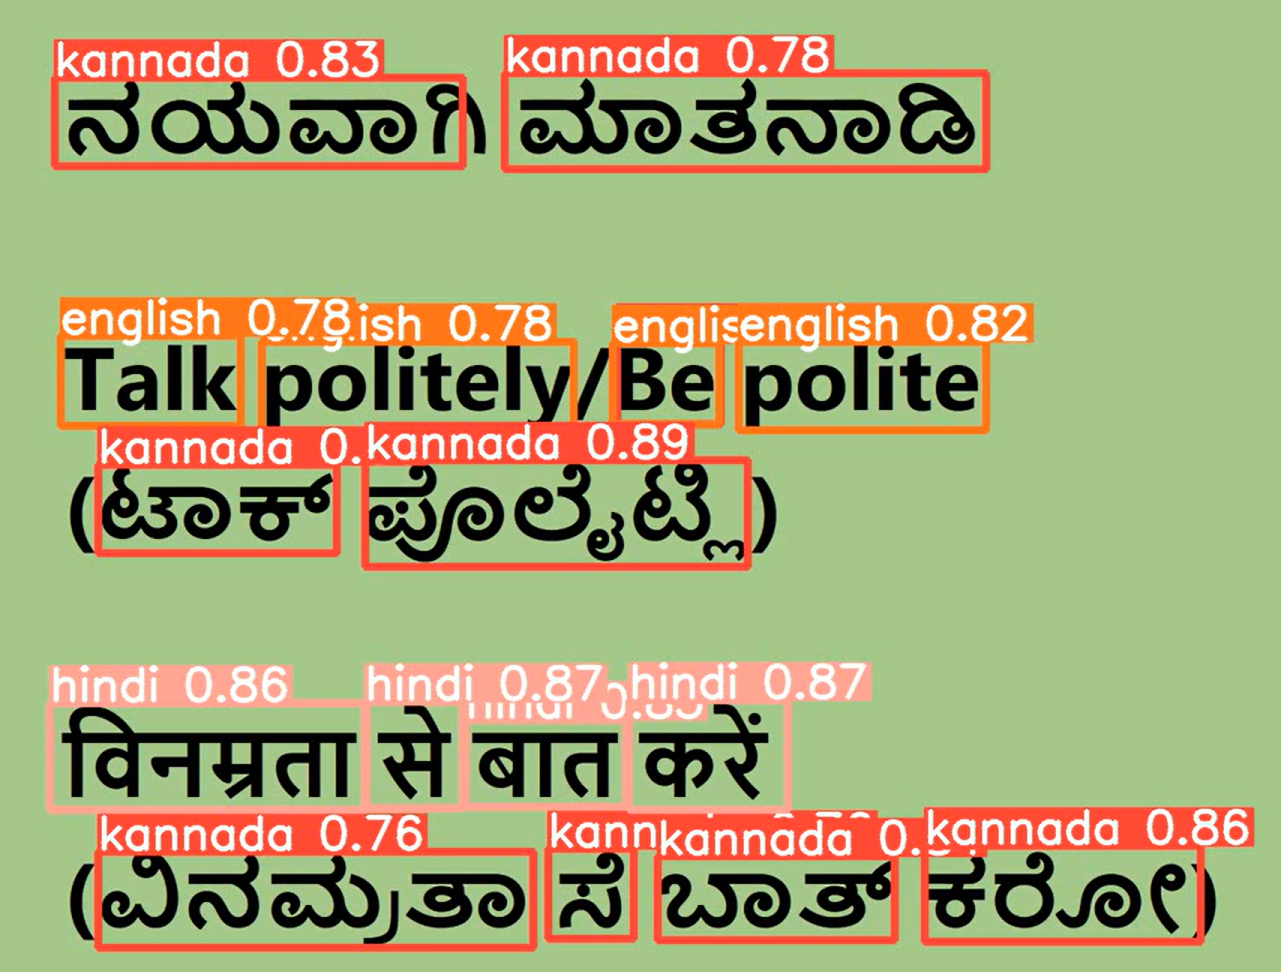 kannada 0.83 kannada 0.78
ನಯವಾಗಿ ಮಾತನಾಡಿ
english 0.78 ish 0.78 englis english 0.82
Talk politely/Be polite
kannada 0. kannada 0.89
(ಟಾಕ್ ಪೊಲೈಟ್ಲಿ)
hindi 0.86 hindi 0.87 hindi 0.87
विनम्रता से बात करें
kannada 0.76 kann kannada 0. kannada 0.86
(ವಿನಮ್ರತಾ ಸೆ ಬಾತ್ ಕರೋ)